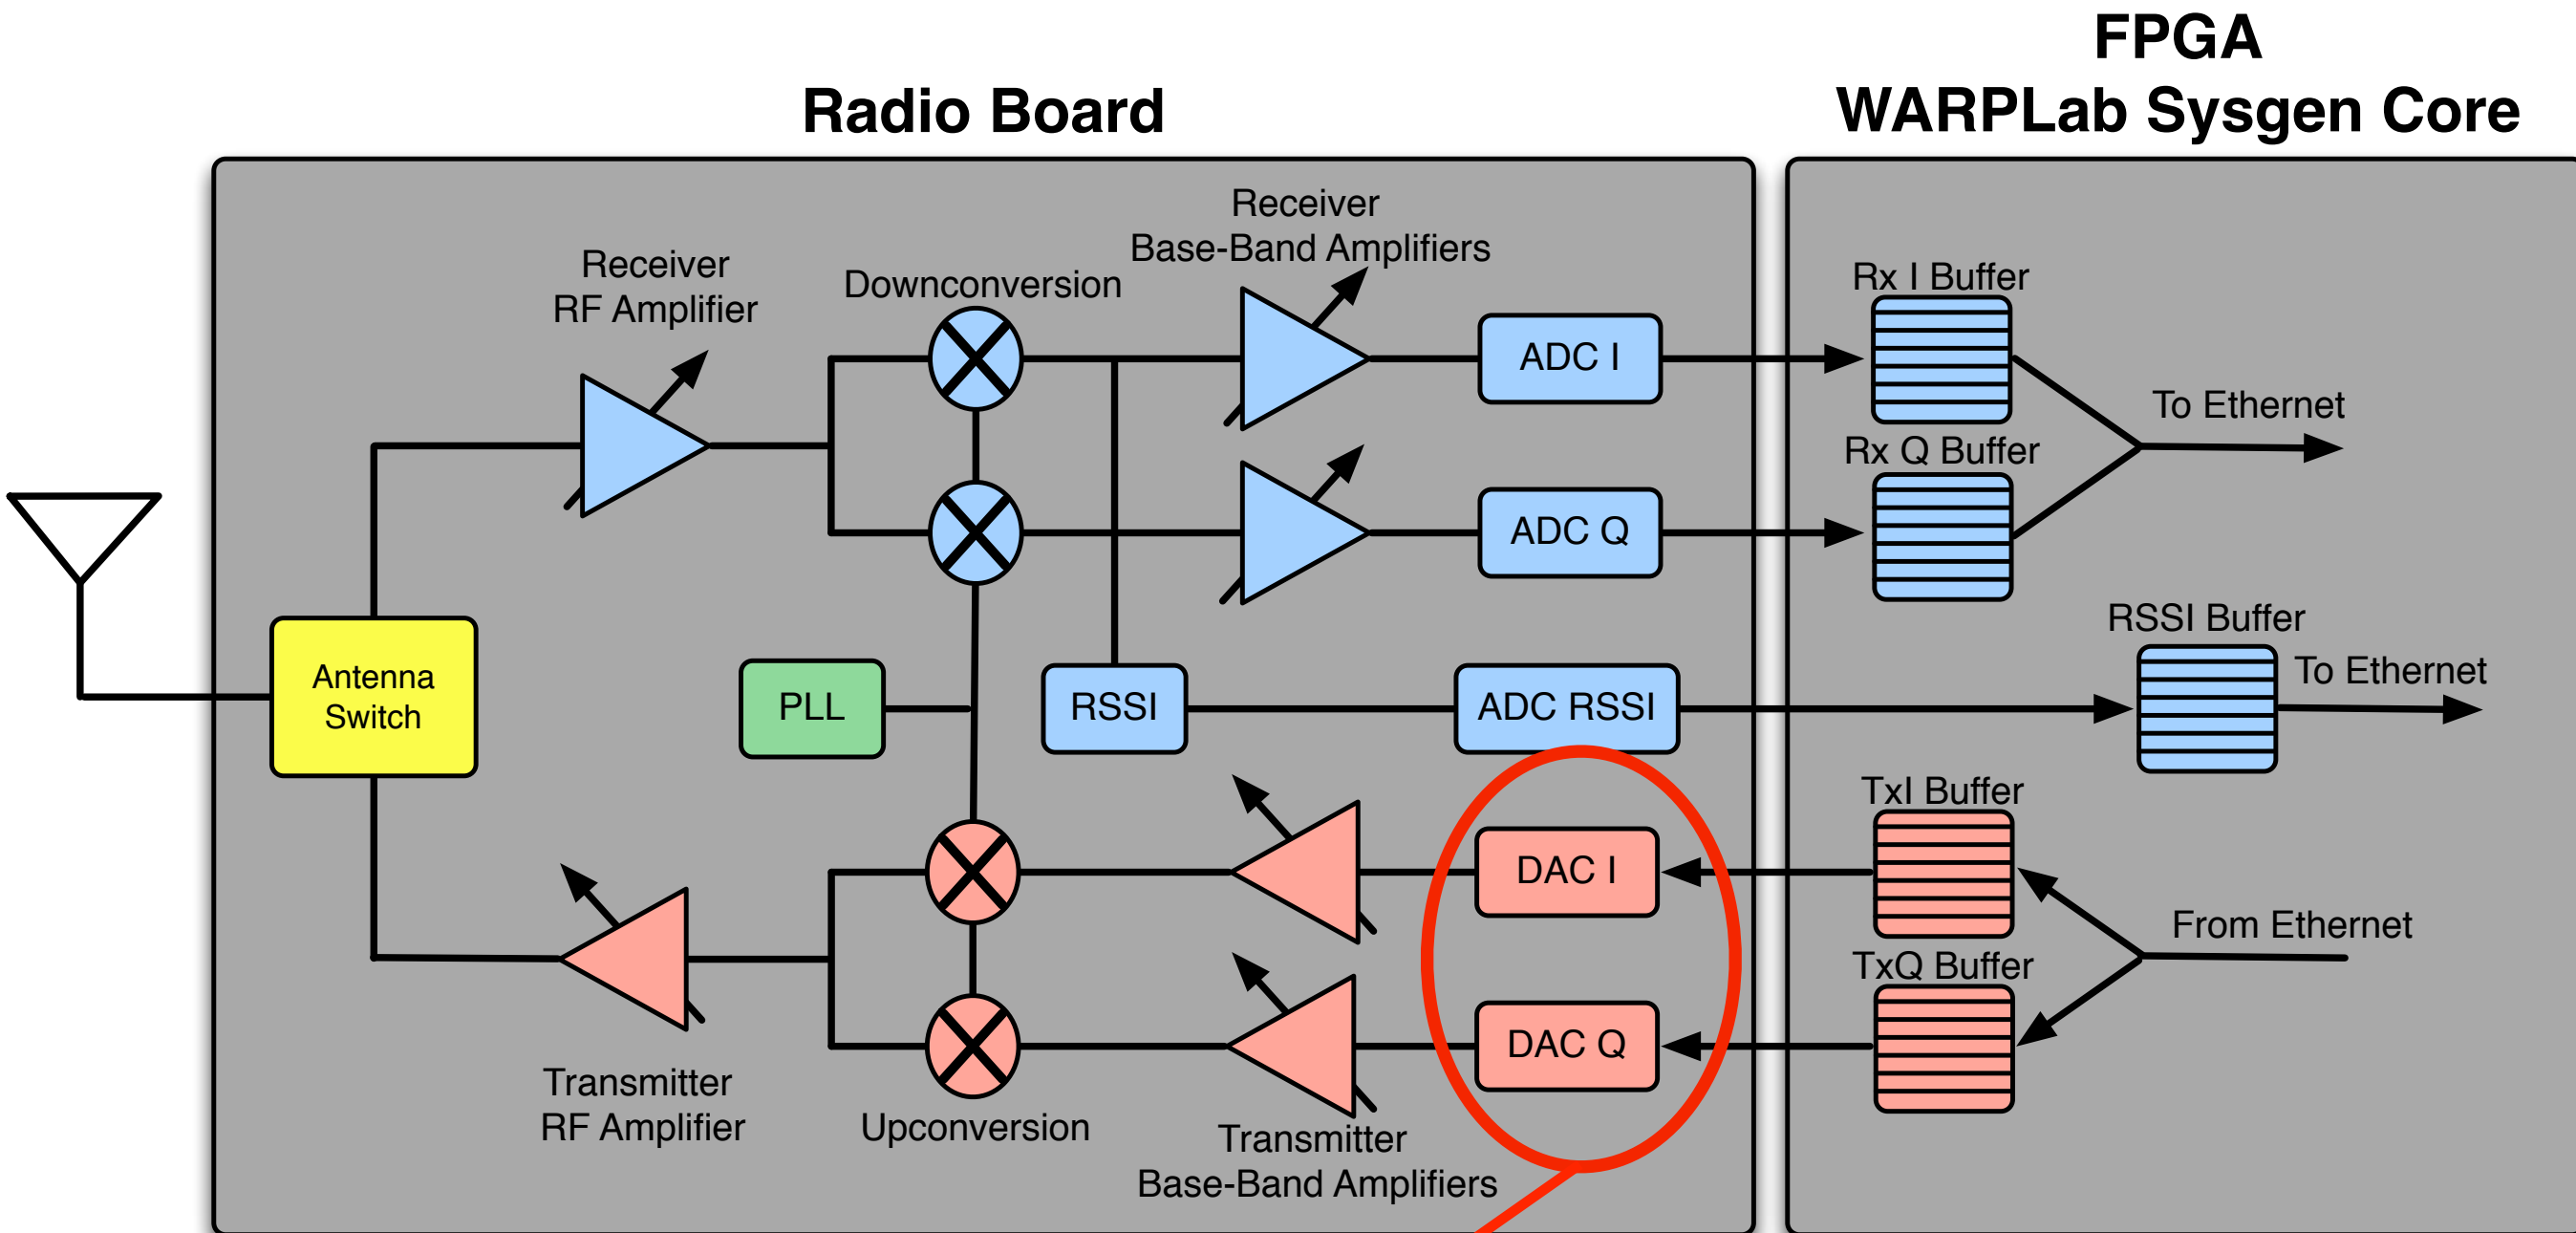 FPGA
WARPLab Sysgen Core
Radio Board
Receiver
Base-Band Amplifiers
Receiver
RF Amplifier
Downconversion
Rx I Buffer
ADC I
To Ethernet
Rx Q Buffer
ADC Q
RSSI Buffer
To Ethernet
Antenna
Switch
PLL
RSSI
ADC RSSI
TxI Buffer
DAC I
From Ethernet
TxQ Buffer
DAC Q
Transmitter
RF Amplifier
Upconversion
Transmitter
Base-Band Amplifiers